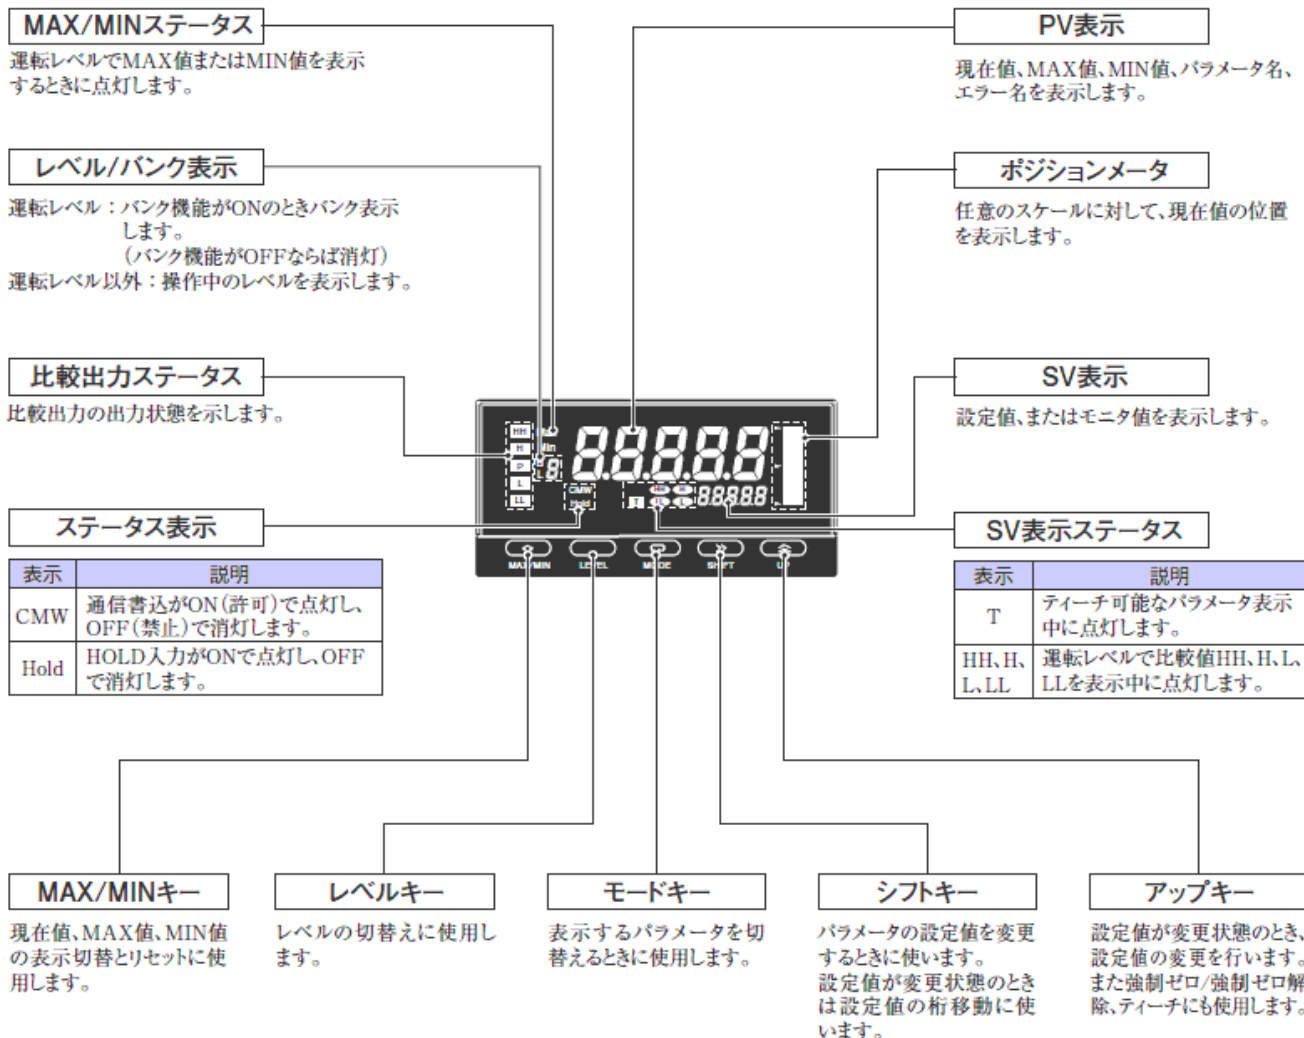 MAX/MINステータス
運転レベルでMAX値またはMIN値を表示
するときに点灯します。
レベル/バンク表示
運転レベル：バンク機能がONのときバンク表示
します。
（バンク機能がOFFならば消灯）
運転レベル以外：操作中のレベルを表示します。
比較出力ステータス
比較出力の出力状態を示します。
ステータス表示
表示 説明
CMW 通信書込がON（許可）で点灯し、
OFF（禁止）で消灯します。
Hold HOLD入力がONで点灯し、OFF
で消灯します。
PV表示
現在値、MAX値、MIN値、パラメータ名、
エラー名を表示します。
ポジションメータ
任意のスケールに対して、現在値の位置
を表示します。
SV表示
設定値、またはモニタ値を表示します。
SV表示ステータス
表示 説明
T ティーチ可能なパラメータ表示
中に点灯します。
HH、H、 運転レベルで比較値HH、H、L、
L、LL LLを表示中に点灯します。
HH
H
P
L
LL
88888
8
CMW
Hold
T HH H
LL L
88888
MAX/MIN LEVEL MODE SHIFT UP
MAX/MINキー
現在値、MAX値、MIN値
の表示切替とリセットに使
用します。
レベルキー
レベルの切替えに使用し
ます。
モードキー
表示するパラメータを切
替えるときに使用します。
シフトキー
パラメータの設定値を変更
するときに使います。
設定値が変更状態のとき
は設定値の桁移動に使
います。
アップキー
設定値が変更状態のとき、
設定値の変更を行います。
また強制ゼロ/強制ゼロ解
除、ティーチにも使用します。